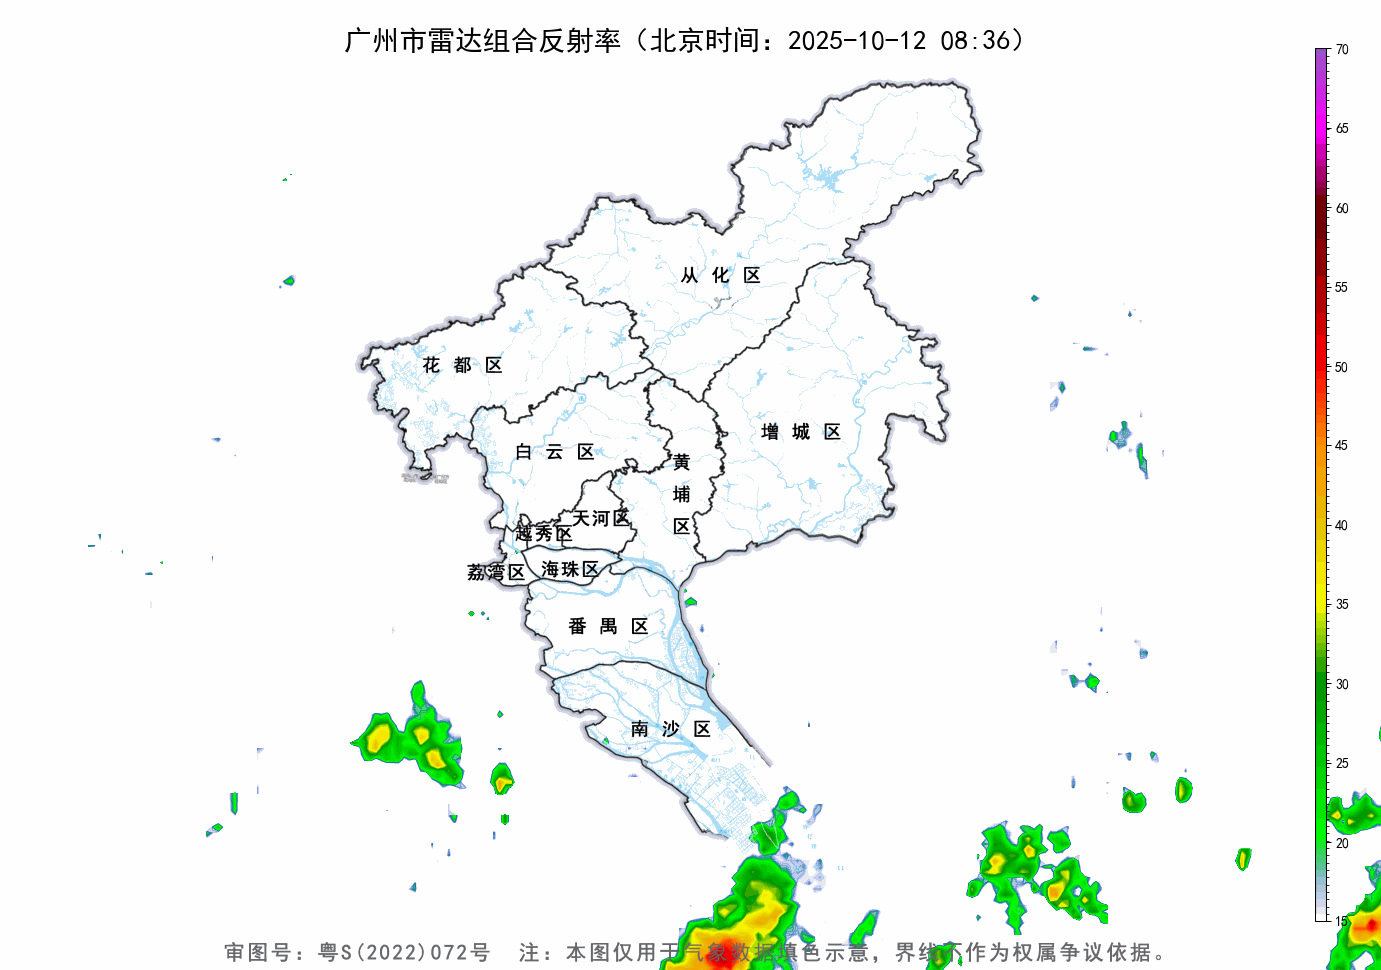 广州市雷达组合反射率（北京时间：2025-10-12 08:36）
70
65
60
55
50
45
40
35
30
25
20
15
从化区
花都区
增城区
白云区
黄埔区
天河区
越秀区
海珠区
荔湾区
番禺区
南沙区
审图号：粤S(2022)072号 注：本图仅用于气象数据填色示意，界线不作为权属争议依据。